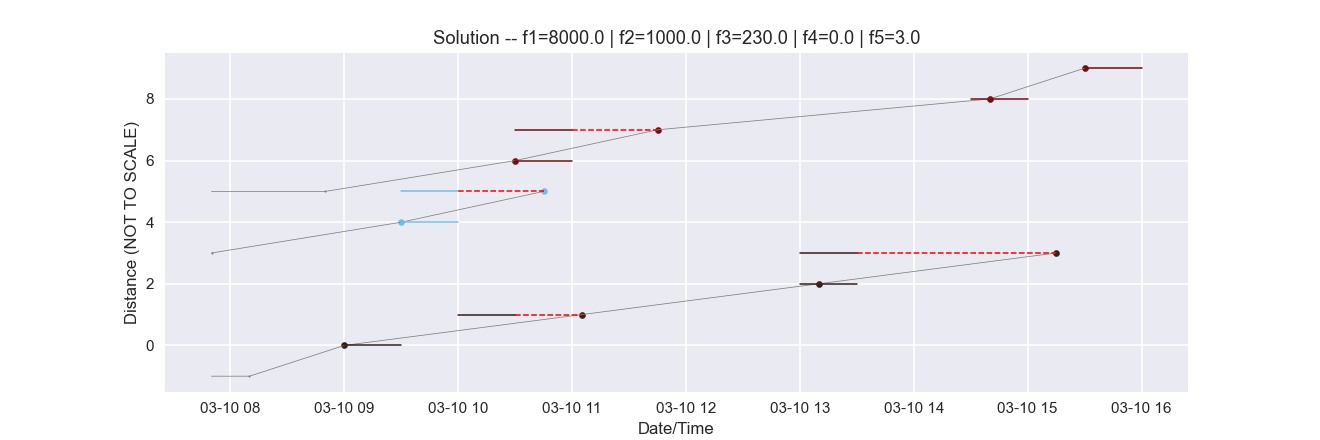 Solution -- f1=8000.0 | f2=1000.0 | f3=230.0 | f4=0.0 | f5=3.0
Distance (NOT TO SCALE)
8
6
4
2
0
03-10 08 03-10 09 03-10 10 03-10 11 03-10 12 03-10 13 03-10 14 03-10 15 03-10 16
Date/Time